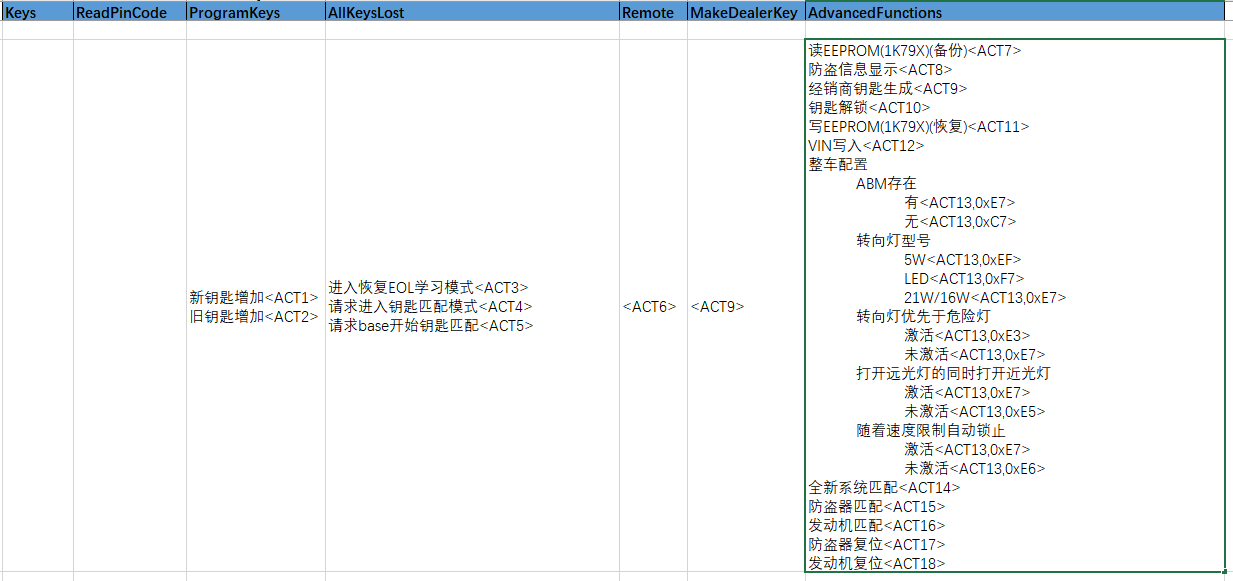 Keys ReadPinCode ProgramKeys AllKeysLost Remote MakeDealerKey AdvancedFunctions
新钥匙增加<ACT1>
旧钥匙增加<ACT2>
进入恢复EOL学习模式<ACT3>
请求进入钥匙匹配模式<ACT4>
请求base开始钥匙匹配<ACT5>
<ACT6>
<ACT9>
读EEPROM(1K79X)(备份)<ACT7>
防盗信息显示<ACT8>
经销商钥匙生成<ACT9>
钥匙解锁<ACT10>
写EEPROM(1K79X)(恢复)<ACT11>
VIN写入<ACT12>
整车配置
ABM存在
有<ACT13,0xE7>
无<ACT13,0xC7>
转向灯型号
5W<ACT13,0xEF>
LED<ACT13,0xF7>
21W/16W<ACT13,0xE7>
转向灯优先于危险灯
激活<ACT13,0xE3>
未激活<ACT13,0xE7>
打开远光灯的同时打开近光灯
激活<ACT13,0xE7>
未激活<ACT13,0xE5>
随着速度限制自动锁止
激活<ACT13,0xE7>
未激活<ACT13,0xE6>
全新系统匹配<ACT14>
防盗器匹配<ACT15>
发动机匹配<ACT16>
防盗器复位<ACT17>
发动机复位<ACT18>